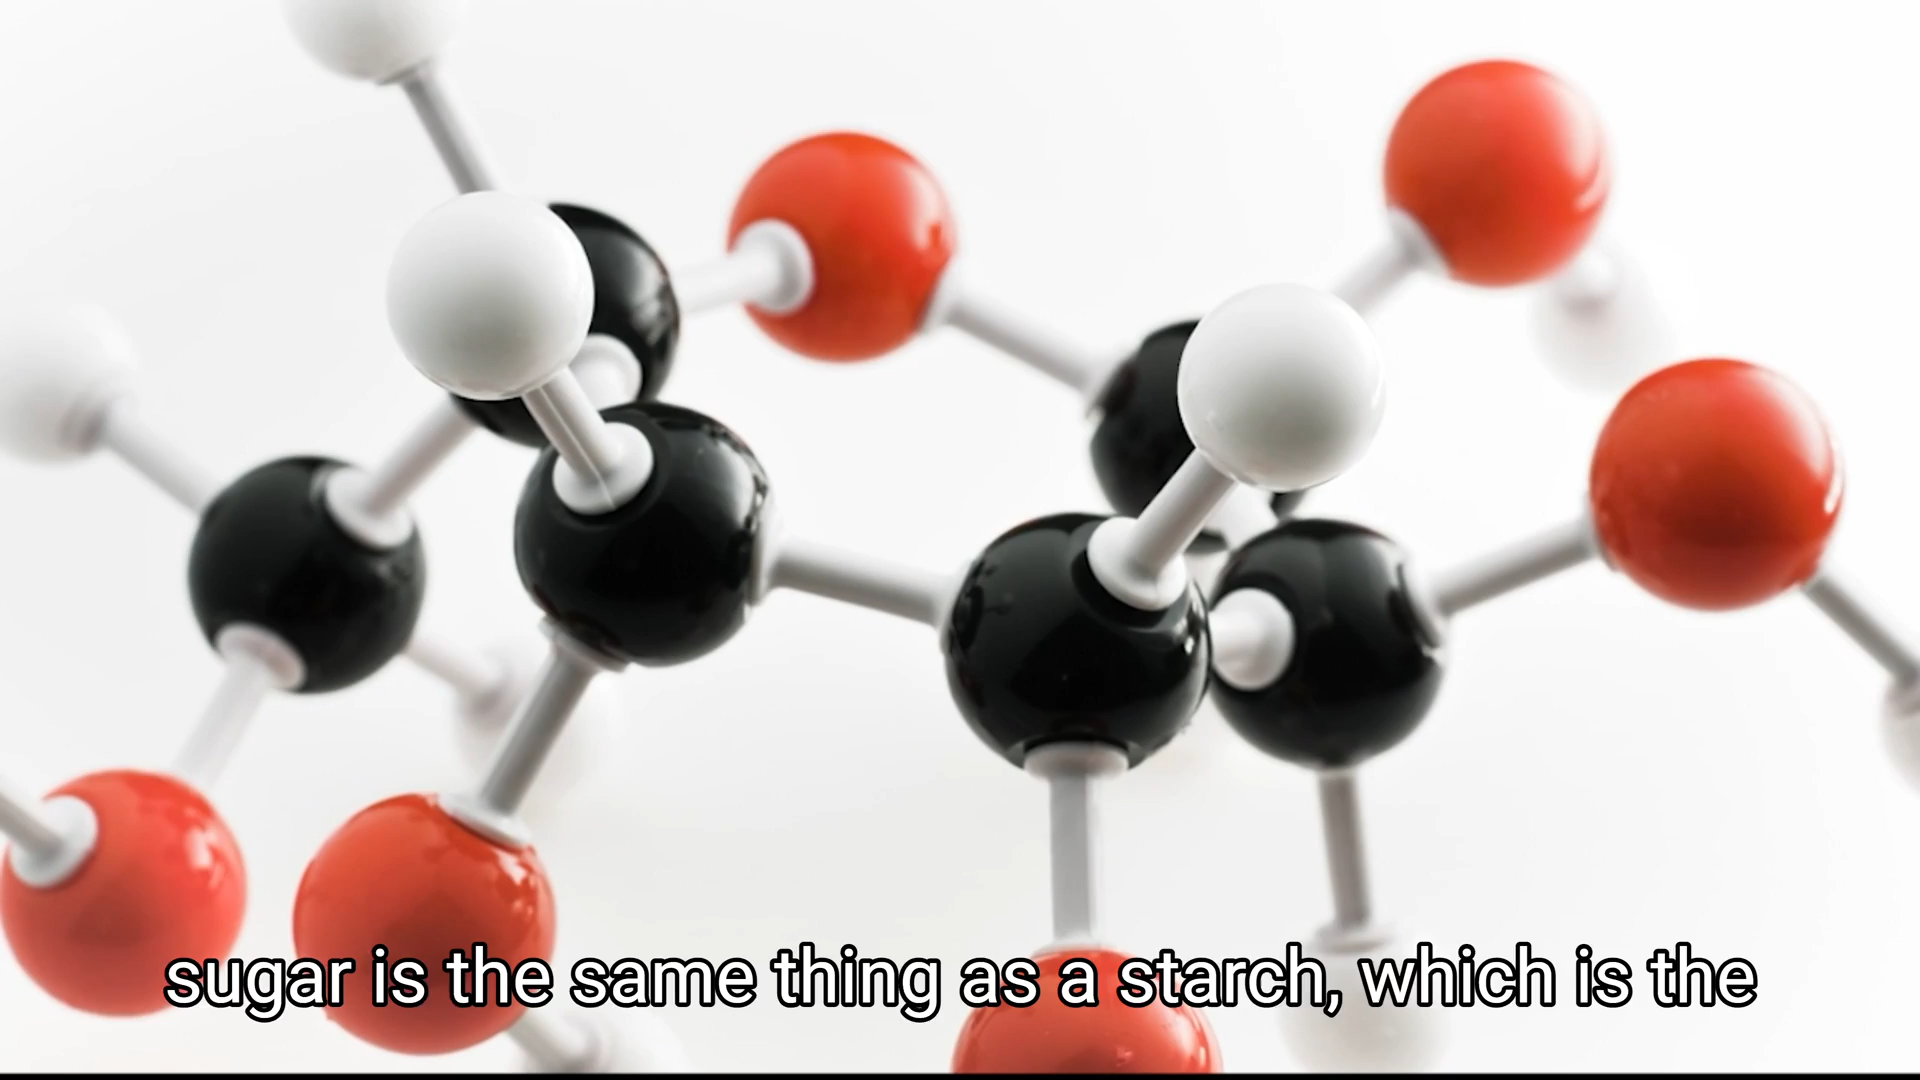 sugar is the same thing as a starch, which is the